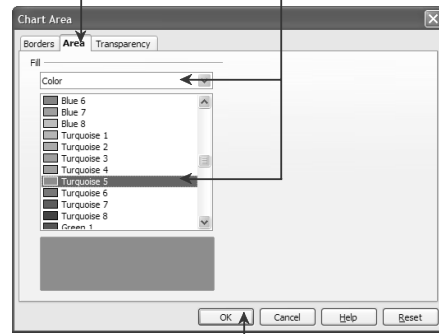 Chart Area
Borders Area Transparency
Fill
Color
Blue 6
Blue 7
Blue 8
Turquoise 1
Turquoise 2
Turquoise 3
Turquoise 4
Turquoise 5
Turquoise 6
Turquoise 7
Turquoise 8
Green 1
OK Cancel Help Reset